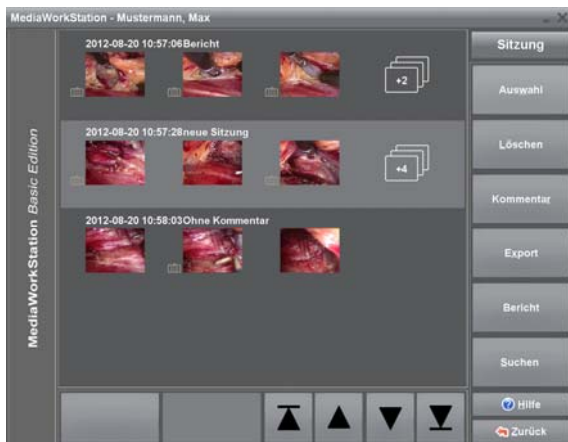 MediaWorkStation - Mustermann, Max
Sitzung
2012-08-20 10:57:06Bericht
+2
Auswahl
2012-08-20 10:57:28neue Sitzung
+4
Löschen
Kommentar
2012-08-20 10:58:03Ohne Kommentar
Export
Bericht
Suchen
Hilfe
Zurück
MediaWorkStation Basic Edition